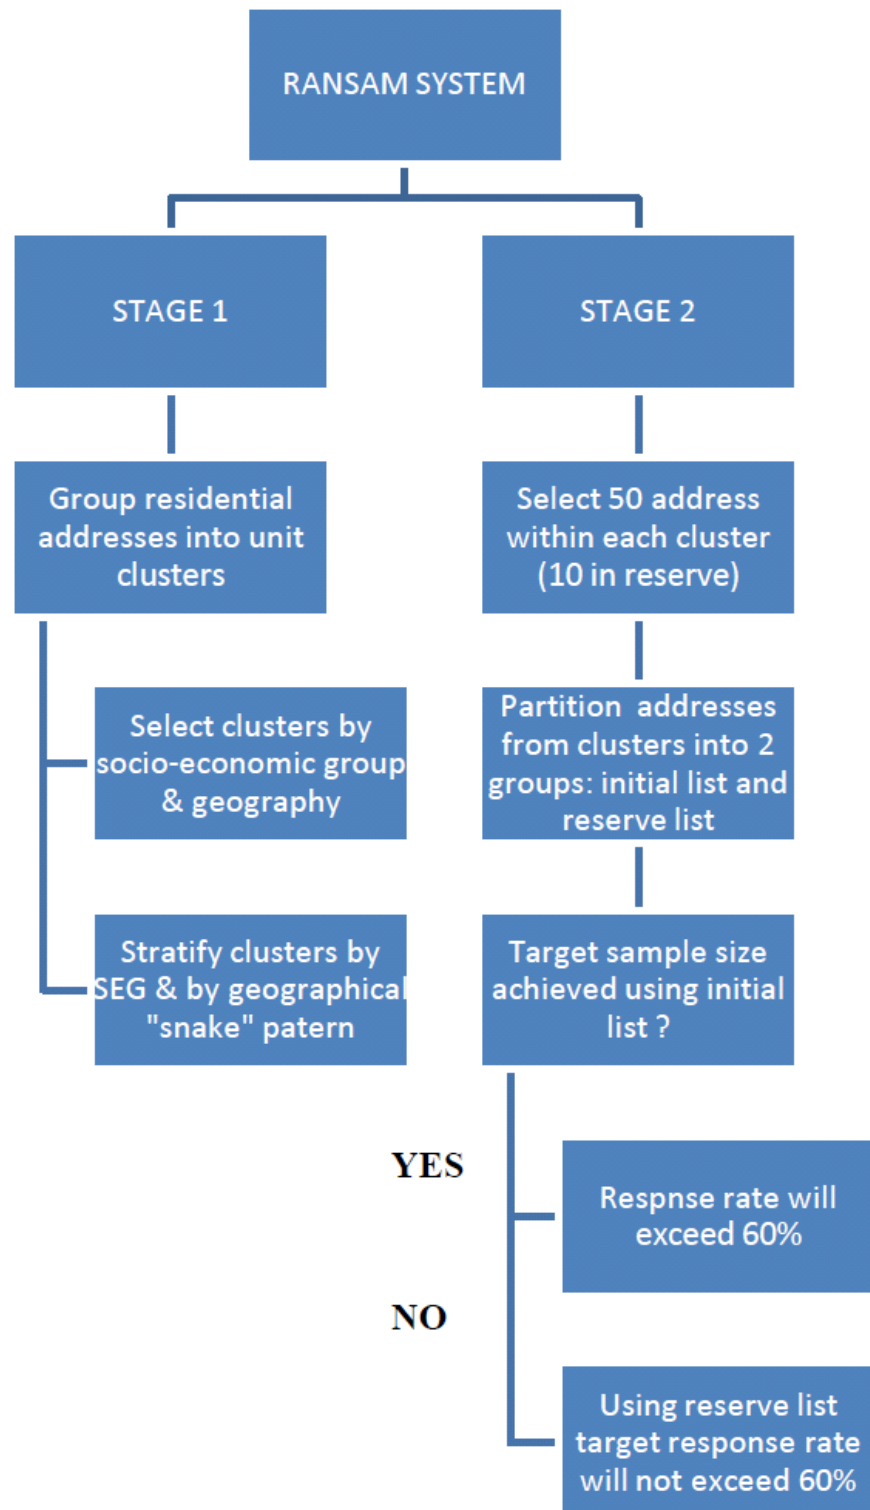 RANSAM SYSTEM
STAGE 1
Group residential
addresses into unit
clusters
Select clusters by
socio-economic group
& geography
Stratify clusters by
SEG & by geographical
"snake" patern
STAGE 2
Select 50 address
within each cluster
(10 in reserve)
Partition addresses
from clusters into 2
groups: initial list and
reserve list
Target sample size
achieved using initial
list ?
YES
Respnse rate will
exceed 60%
NO
Using reserve list
target response rate
will not exceed 60%